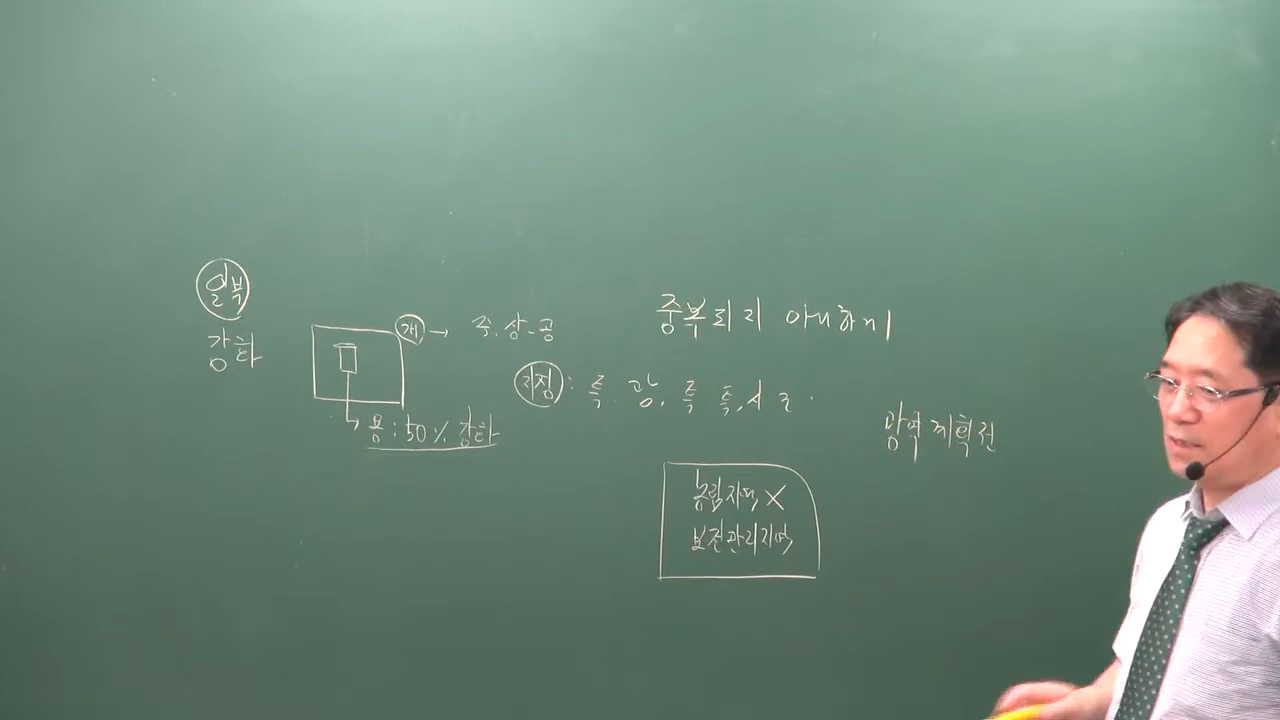 일부
강화
개 → 주.상.공
용 : 50% 강화
중복되지 아니하게
지정 : 특. 광. 특 특, 시 군.
광역계획권
농림지역 X
보전관리지역